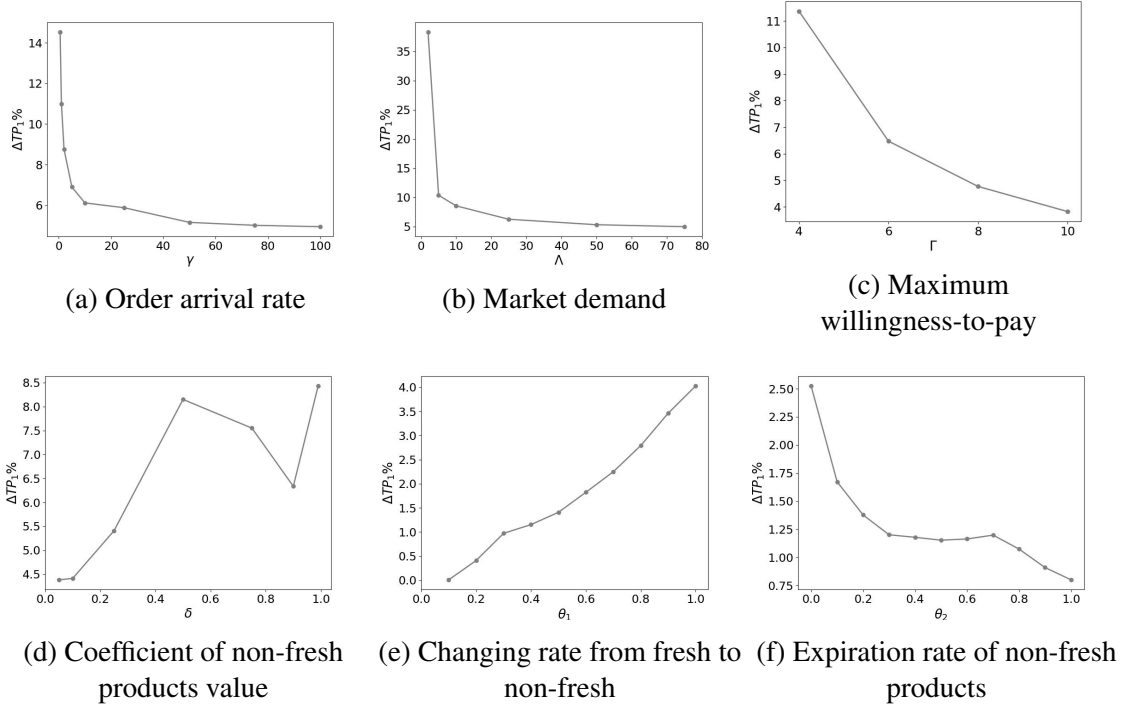 14
12
10
8
6
ΔTP₁%
0 20 40 60 80 100
γ
(a) Order arrival rate
35
30
25
20
15
10
5
ΔTP₁%
0 10 20 30 40 50 60 70 80
Λ
(b) Market demand
11
10
9
8
7
6
5
4
ΔTP₁%
4 6 8 10
Γ
(c) Maximum
willingness-to-pay
8.5
8.0
7.5
7.0
6.5
6.0
5.5
5.0
4.5
ΔTP₁%
0.0 0.2 0.4 0.6 0.8 1.0
δ
(d) Coefficient of non-fresh
products value
4.0
3.5
3.0
2.5
2.0
1.5
1.0
0.5
0.0
ΔTP₁%
0.0 0.2 0.4 0.6 0.8 1.0
θ₁
(e) Changing rate from fresh to
non-fresh
2.50
2.25
2.00
1.75
1.50
1.25
1.00
0.75
ΔTP₁%
0.0 0.2 0.4 0.6 0.8 1.0
θ₂
(f) Expiration rate of non-fresh
products